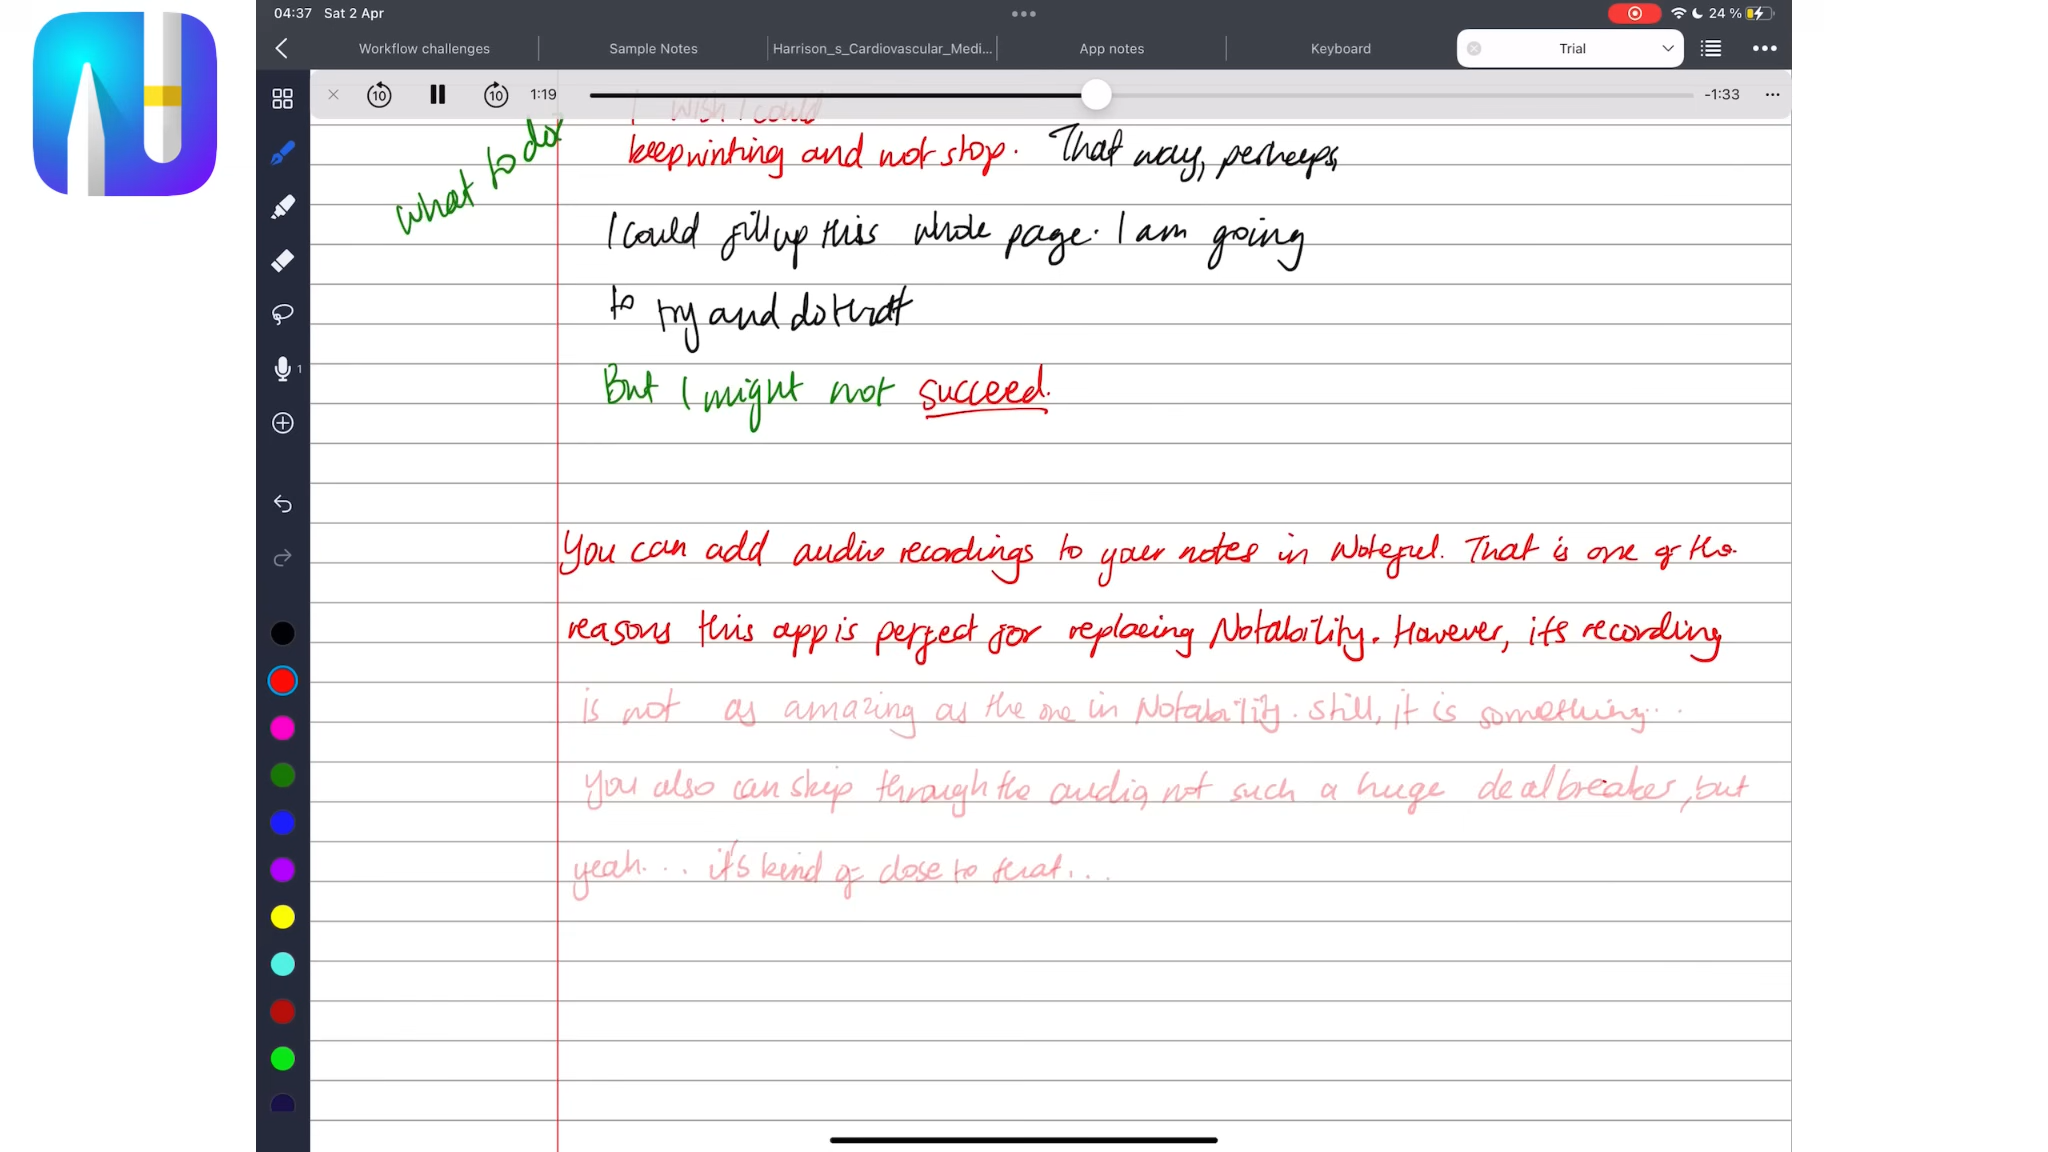 04:37 Sat 2 Apr
24 %
Workflow challenges
Sample Notes
Harrison_s_Cardiovascular_Medi...
App notes
Keyboard
Trial
10
10
1:19
-1:33
I wish I could
what to do
keep writing and not stop. That way, perhaps,
I could fill up this whole page. I am going
to try and do that
But I might not succeed.
1
You can add audio recordings to your notes in Noteful. That is one of the
reasons this app is perfect for replacing Notability. However, its recording
is not as amazing as the one in Notability. Still, it is something...
You also can skip through the audio, not such a huge dealbreaker, but
yeah... it's kind of close to that...